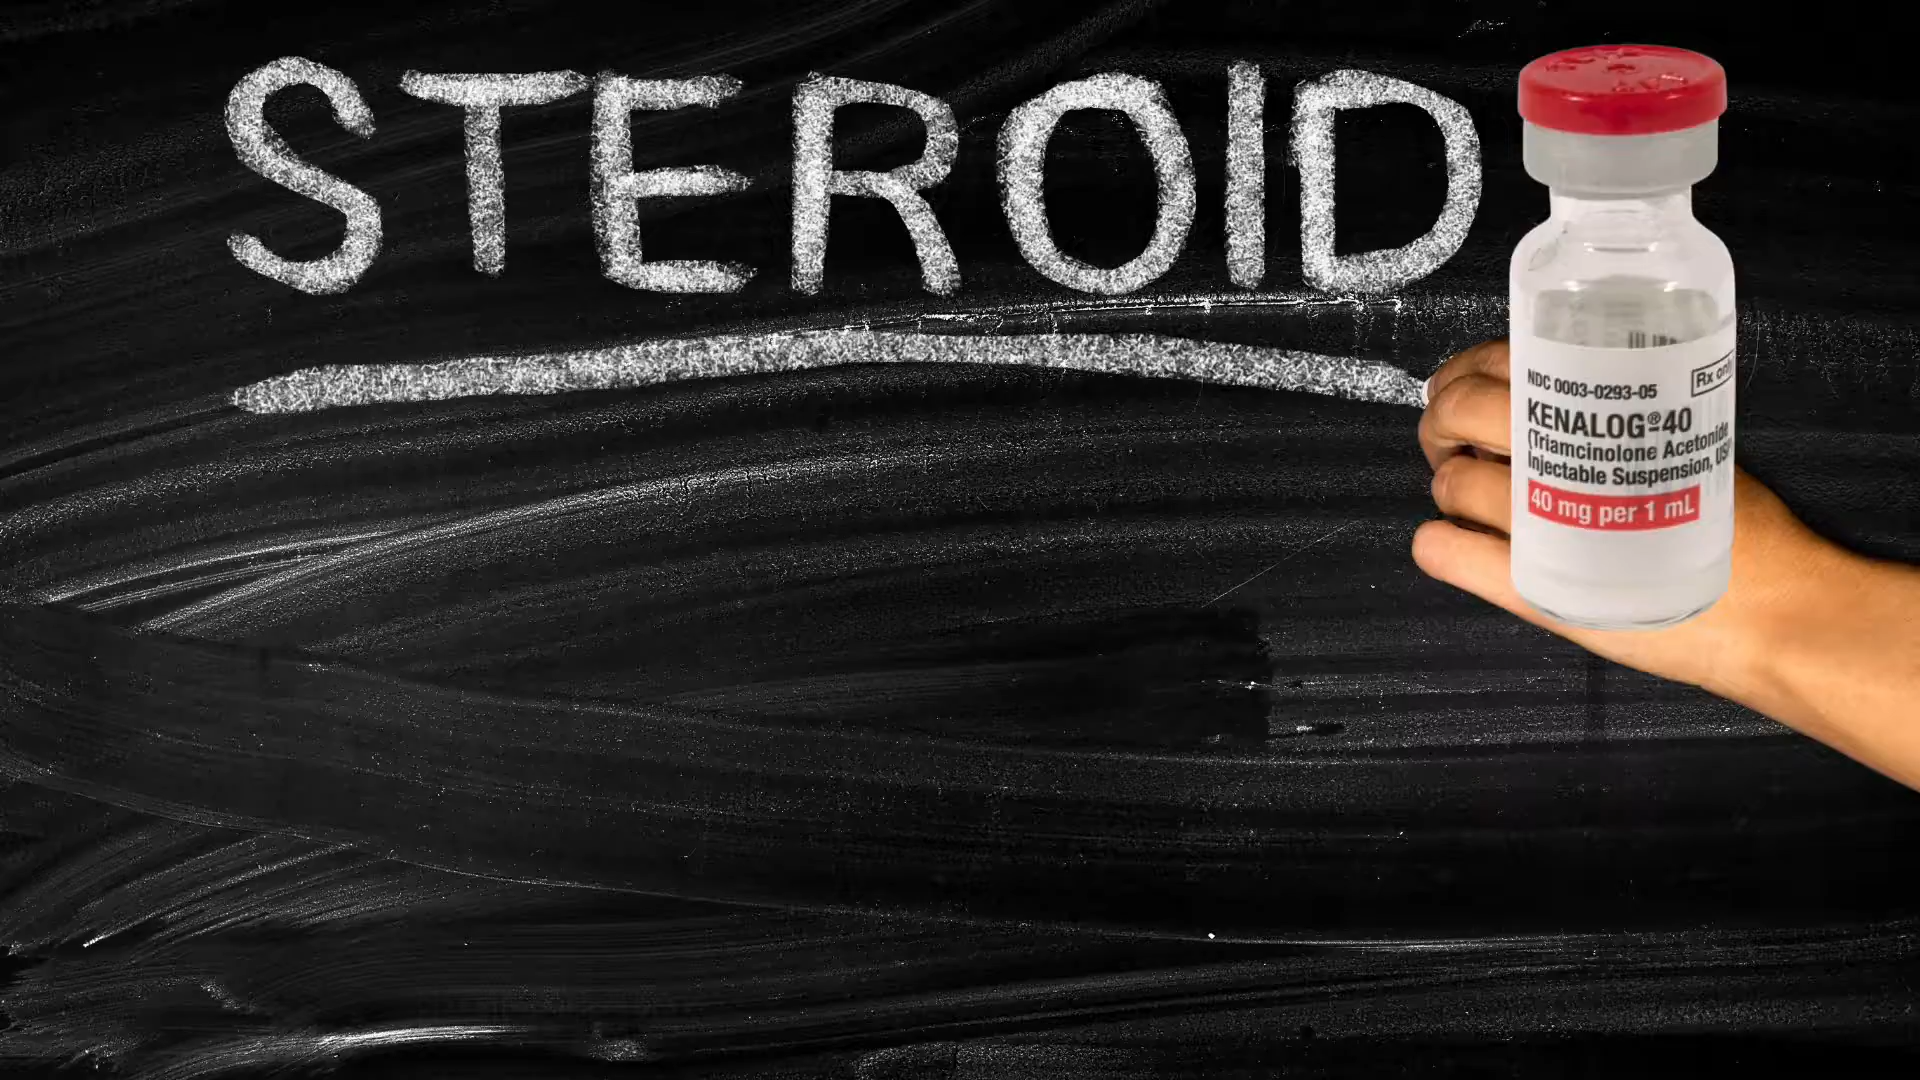 STEROID
Rx only
NDC 0003-0293-05
KENALOG®-40
(Triamcinolone Acetonide
Injectable Suspension, USP
40 mg per 1 mL